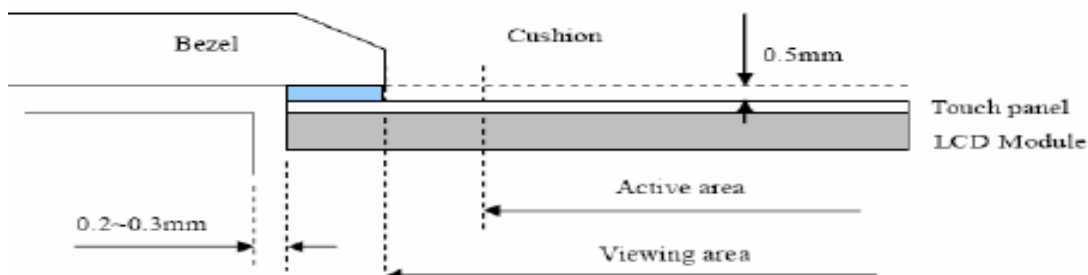 Cushion
Bezel
0.5mm
Touch panel
LCD Module
Active area
0.2~0.3mm
Viewing area